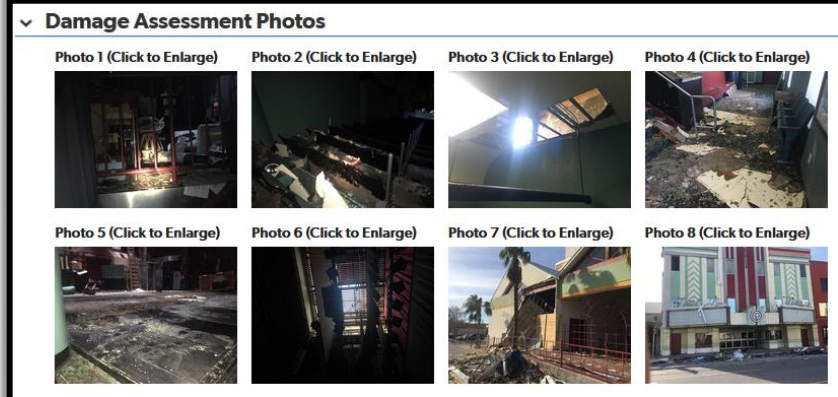 Damage Assessment Photos
Photo 1 (Click to Enlarge) Photo 2 (Click to Enlarge) Photo 3 (Click to Enlarge) Photo 4 (Click to Enlarge)
Photo 5 (Click to Enlarge) Photo 6 (Click to Enlarge) Photo 7 (Click to Enlarge) Photo 8 (Click to Enlarge)